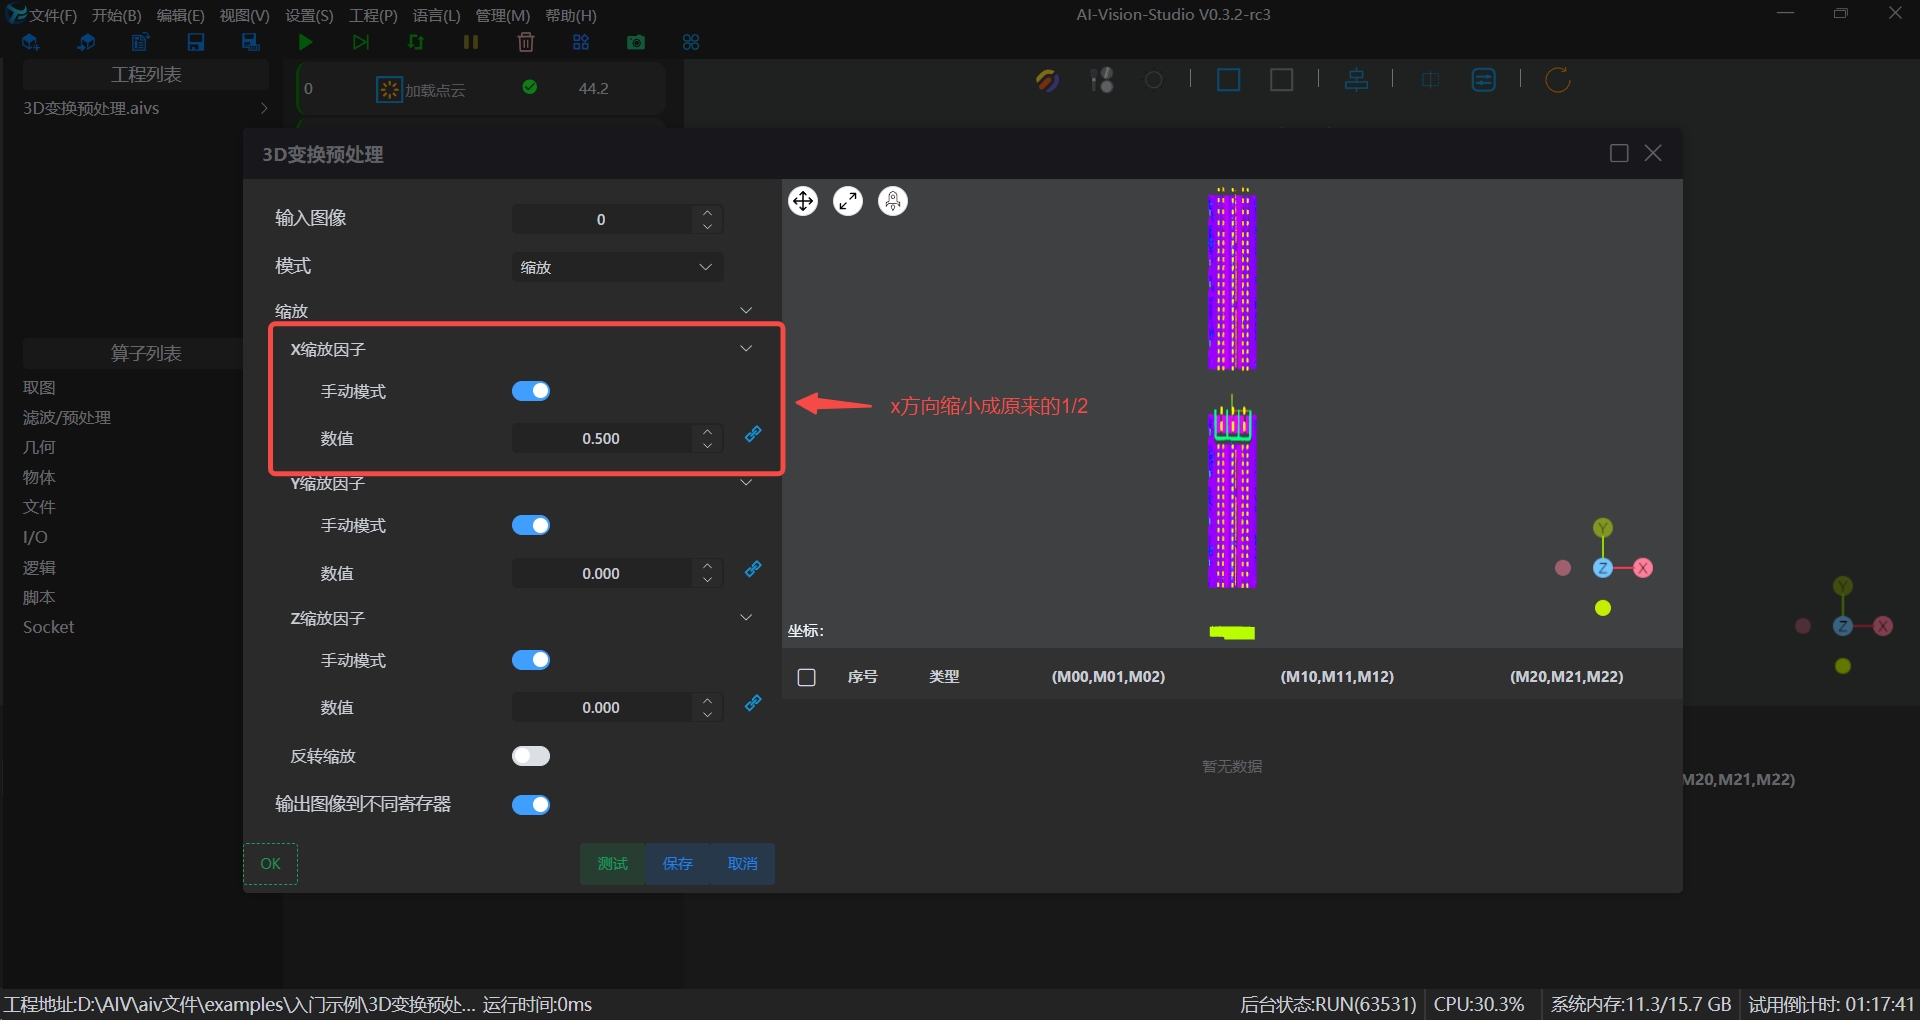 文件(F) 开始(B) 编辑(E) 视图(V) 设置(S) 工程(P) 语言(L) 管理(M) 帮助(H)
AI-Vision-Studio V0.3.2-rc3
工程列表
3D变换预处理.aivs
0 加载点云 44.2
算子列表
取图
滤波/预处理
几何
物体
文件
I/O
逻辑
脚本
Socket
3D变换预处理
输入图像 0
模式 缩放
缩放
X缩放因子
手动模式
数值 0.500
x方向缩小成原来的1/2
Y缩放因子
手动模式
数值 0.000
Z缩放因子
手动模式
数值 0.000
反转缩放
输出图像到不同寄存器
OK 测试 保存 取消
Y
Z X
坐标:
序号 类型 (M00,M01,M02) (M10,M11,M12) (M20,M21,M22)
暂无数据
Y
Z X
M20,M21,M22)
工程地址:D:\AIV\aiv文件\examples\入门示例\3D变换预处... 运行时间:0ms
后台状态:RUN(63531) CPU:30.3% 系统内存:11.3/15.7 GB 试用倒计时: 01:17:41